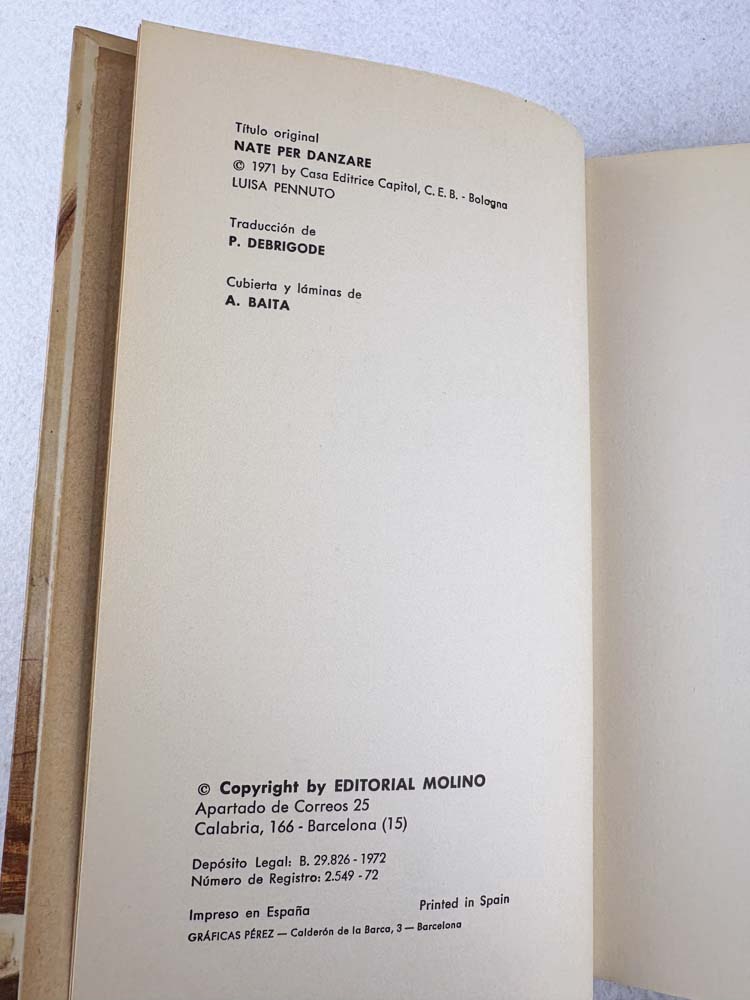 Título original
NATE PER DANZARE
© 1971 by Casa Editrice Capitol, C. E. B. - Bologna
LUISA PENNUTO
Traducción de
P. DEBRIGODE
Cubierta y láminas de
A. BAITA
© Copyright by EDITORIAL MOLINO
Apartado de Correos 25
Calabria, 166 - Barcelona (15)
Depósito Legal: B. 29.826 - 1972
Número de Registro: 2.549 - 72
Impreso en España Printed in Spain
GRÁFICAS PÉREZ — Calderón de la Barca, 3 — Barcelona